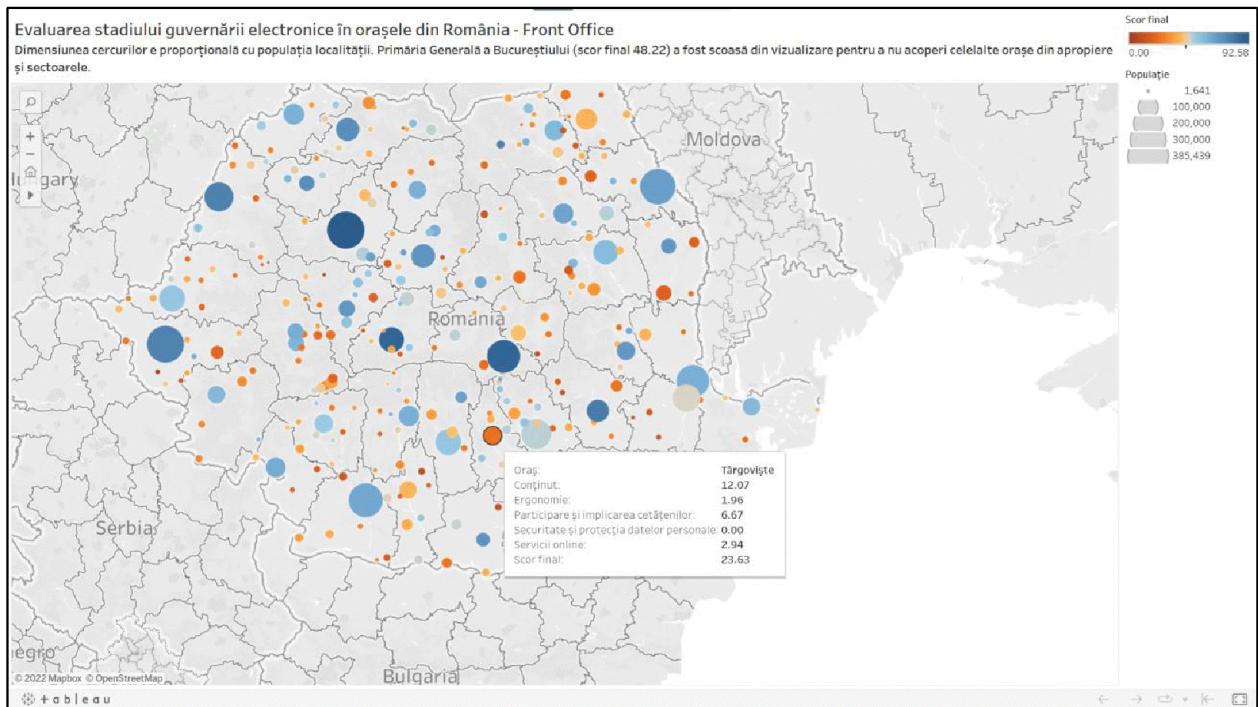 Evaluarea stadiului guvernării electronice în orașele din România - Front Office
Dimensiunea cercurilor e proporțională cu populația localității. Primăria Generală a Bucureștiului (scor final 48.22) a fost scoasă din vizualizare pentru a nu acoperi celelalte orașe din apropiere
și sectoarele.
Scor final
0.00 92.58
Populație
1,641
100,000
200,000
300,000
385,439
Moldova
Hungary
România
Oraș: Târgoviște
Conținut: 12.07
Ergonomie: 1.96
Participare și implicarea cetățenilor: 6.67
Securitate și protecția datelor personale: 0.00
Servicii online: 2.94
Scor final: 23.63
Serbia
egro
Bulgaria
© 2022 Mapbox © OpenStreetMap
+ableau